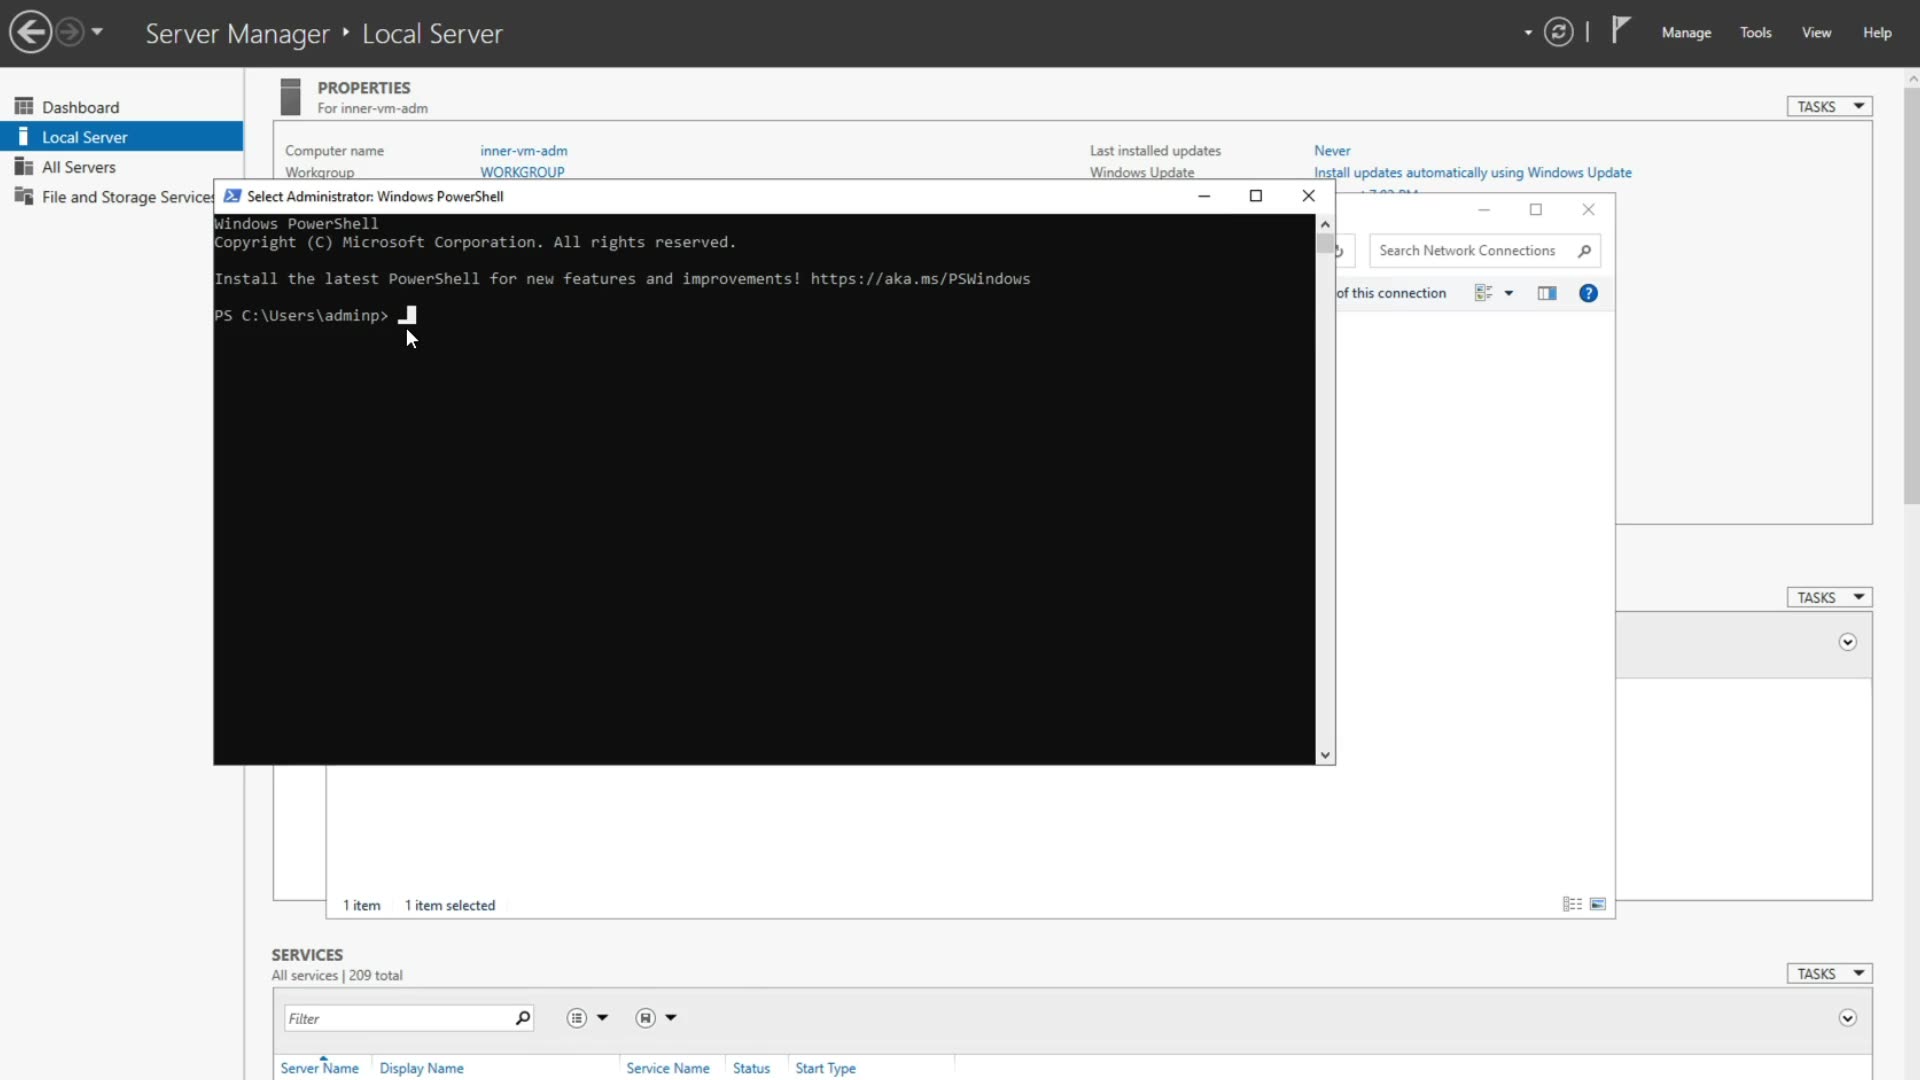 Server Manager ‣ Local Server
Manage
Tools
View
Help
Dashboard
Local Server
All Servers
File and Storage Services
PROPERTIES
For inner-vm-adm
TASKS
Computer name
inner-vm-adm
Last installed updates
Never
Workgroup
WORKGROUP
Windows Update
Install updates automatically using Windows Update
Select Administrator: Windows PowerShell
Windows PowerShell
Copyright (C) Microsoft Corporation. All rights reserved.
Install the latest PowerShell for new features and improvements! https://aka.ms/PSWindows
PS C:\Users\adminp>
Search Network Connections
of this connection
TASKS
1 item
1 item selected
SERVICES
All services | 209 total
TASKS
Filter
Server Name
Display Name
Service Name
Status
Start Type